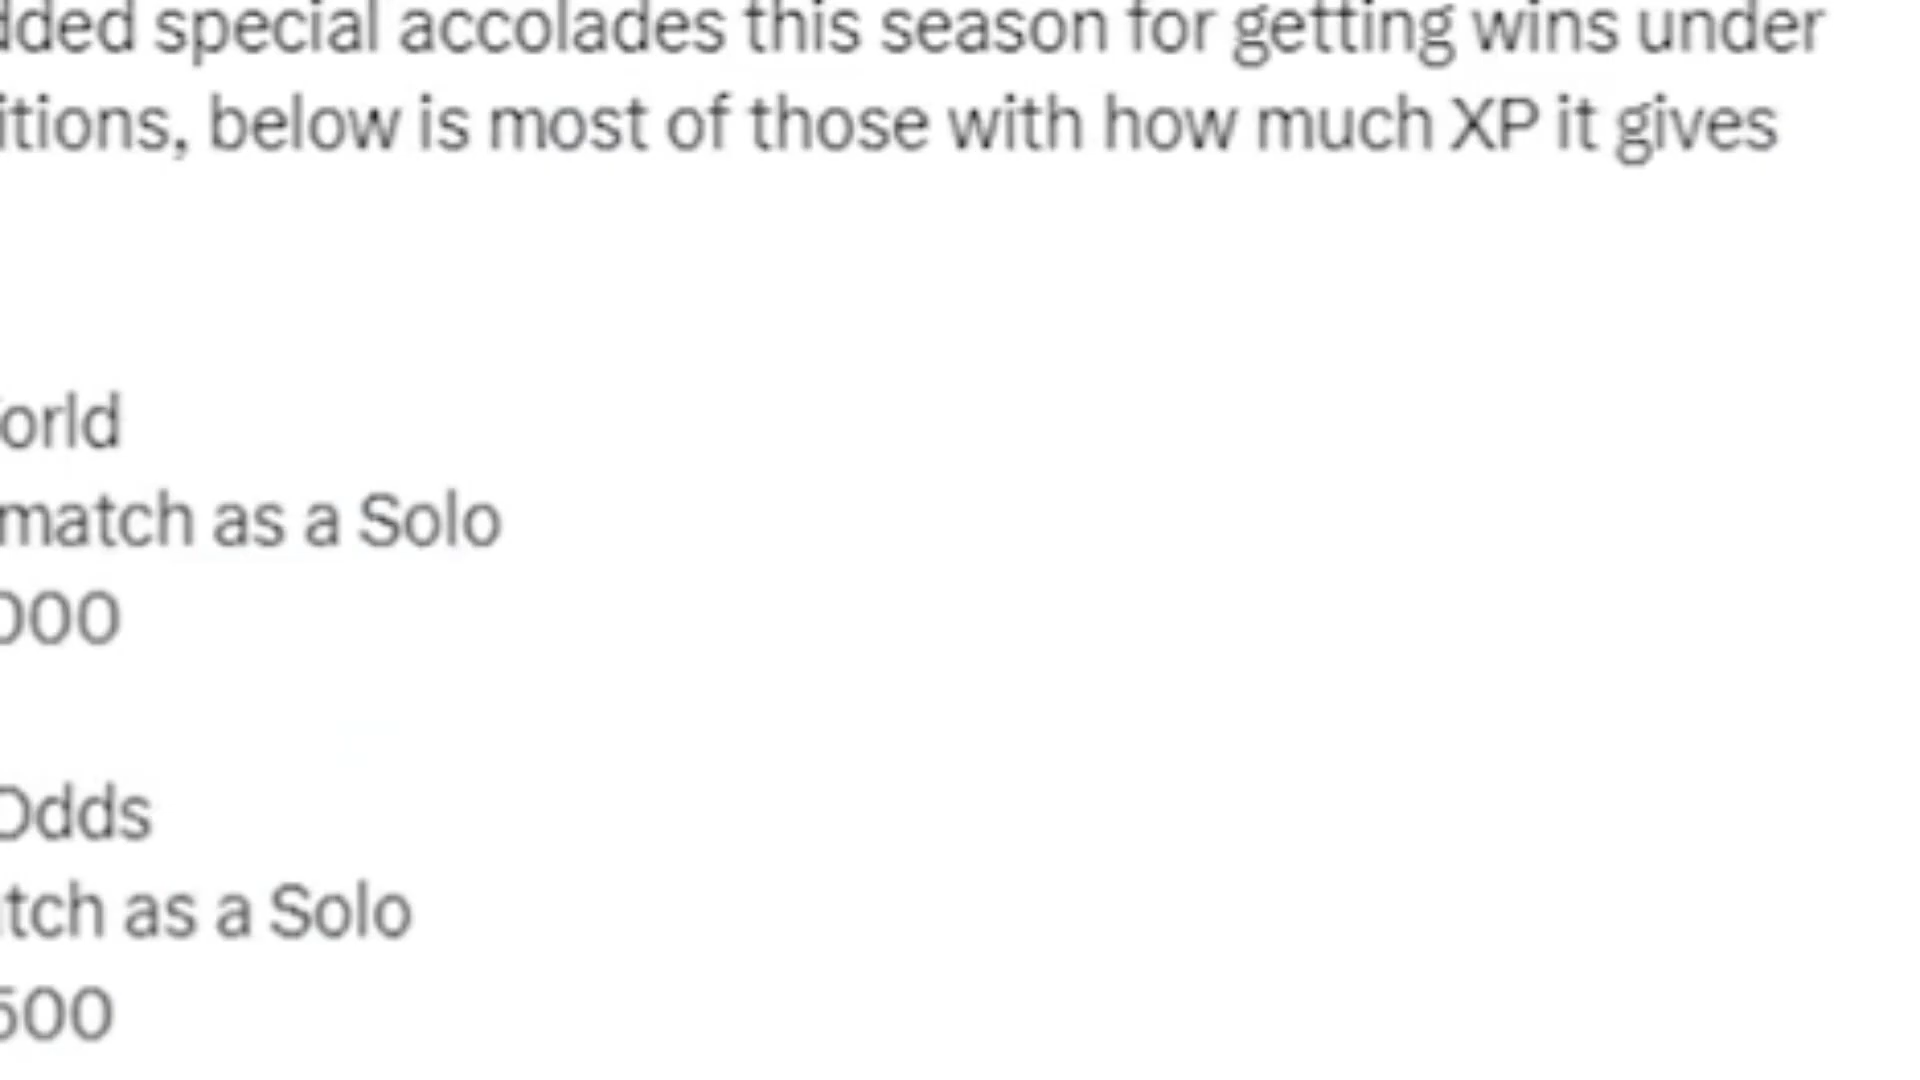 dded special accolades this season for getting wins under
itions, below is most of those with how much XP it gives
orld
match as a Solo
000
Odds
tch as a Solo
500